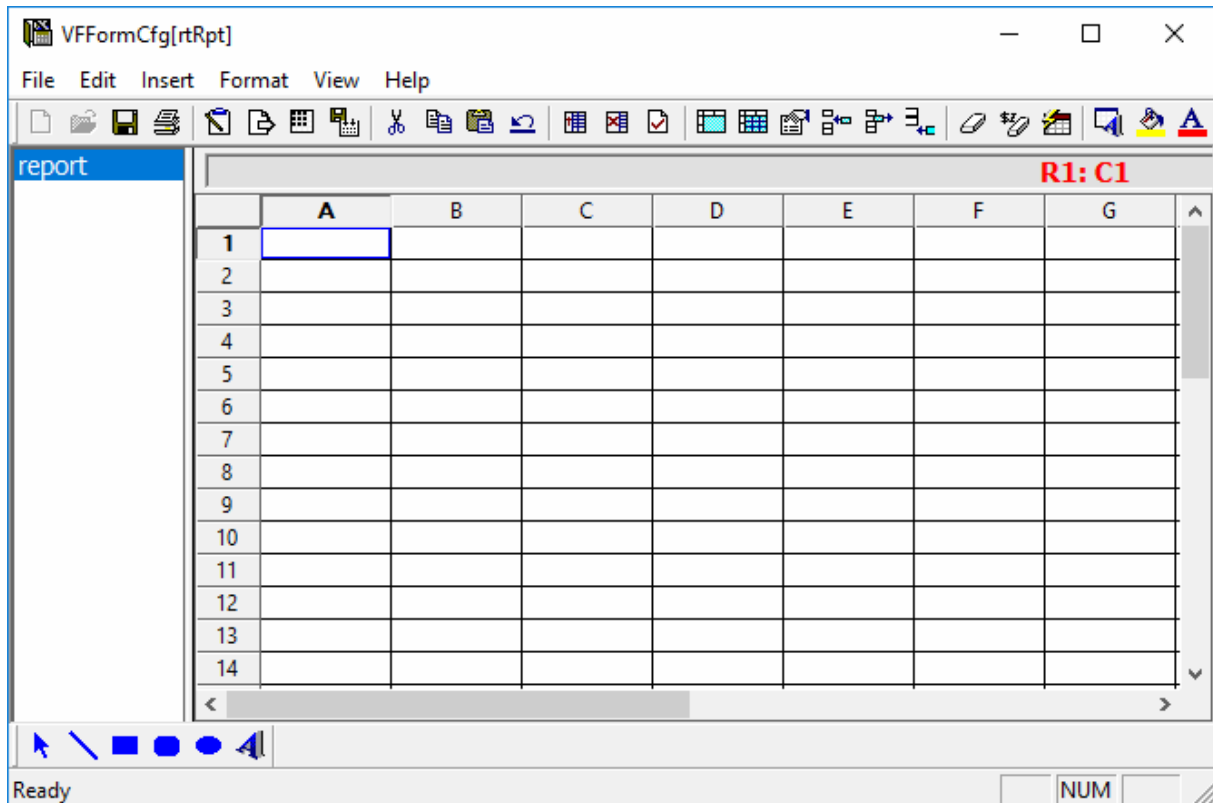 VFFormCfg[rtRpt]
File Edit Insert Format View Help
report
R1: C1
A B C D E F G
1
2
3
4
5
6
7
8
9
10
11
12
13
14
Ready
NUM